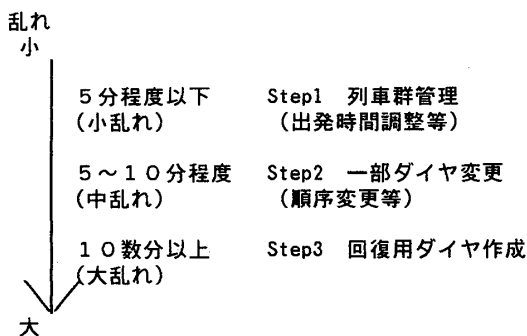 乱れ
小
５分程度以下 Step1 列車群管理
(小乱れ) (出発時間調整等)
５～１０分程度 Step2 一部ダイヤ変更
(中乱れ) (順序変更等)
１０数分以上 Step3 回復用ダイヤ作成
(大乱れ)
大